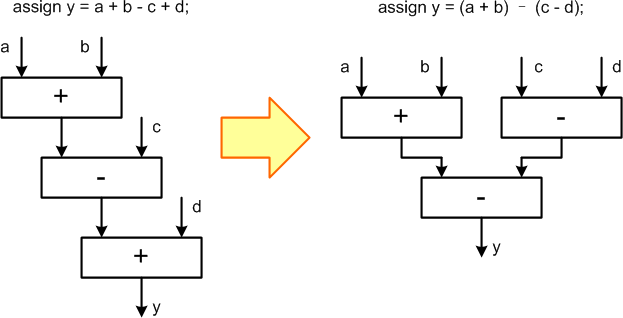 assign y = a + b - c + d;
assign y = (a + b) - (c - d);
a b
+
c
-
d
+
y
a b c d
+ -
-
y